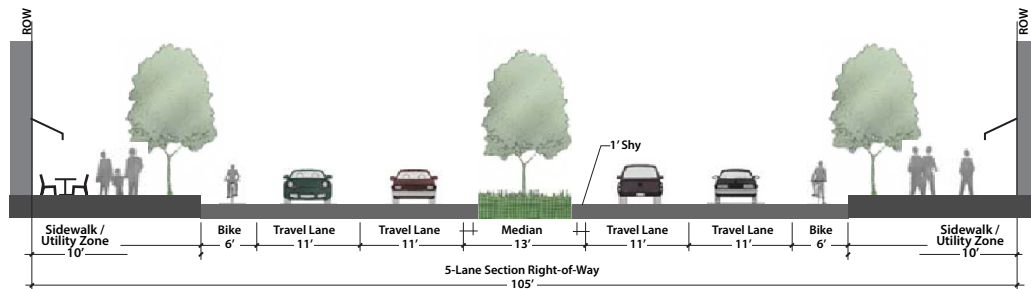 ROW
ROW
1’ Shy
Sidewalk /
Utility Zone
10’
Bike
6’
Travel Lane
11’
Travel Lane
11’
Median
13’
Travel Lane
11’
Travel Lane
11’
Bike
6’
Sidewalk /
Utility Zone
10’
5-Lane Section Right-of-Way
105’